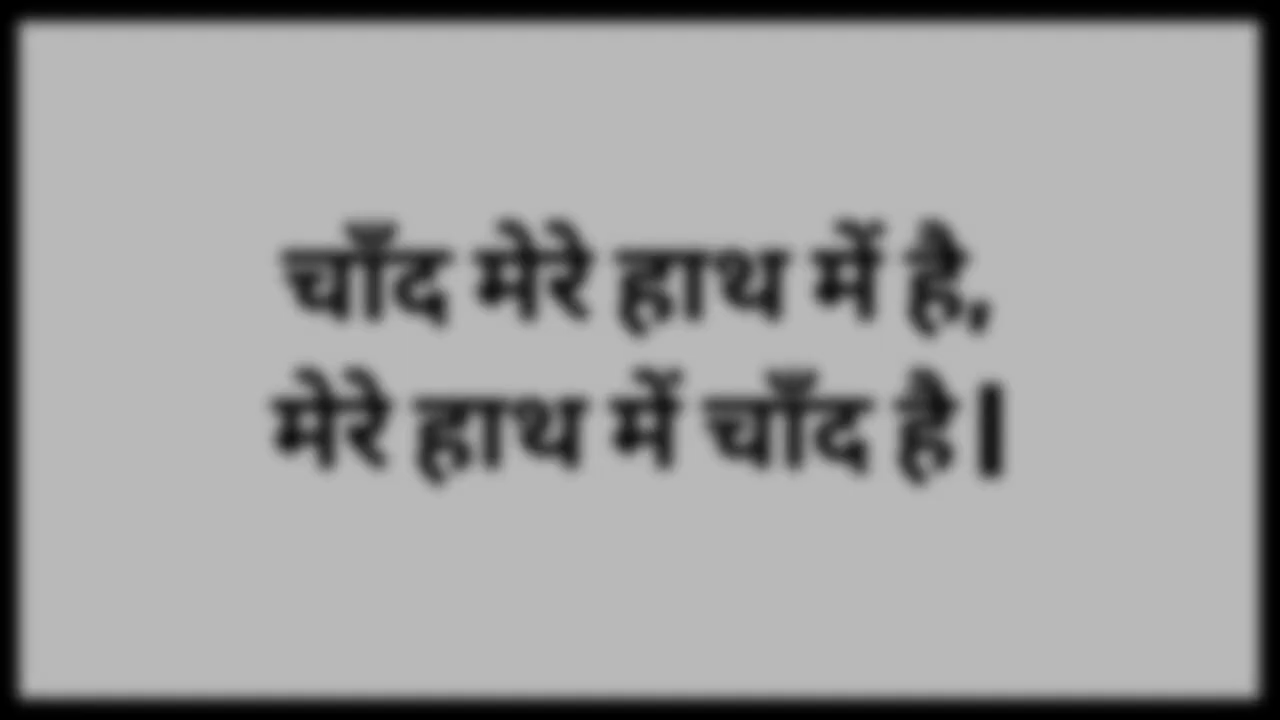 चाँद मेरे हाथ में है,
मेरे हाथ में चाँद है।